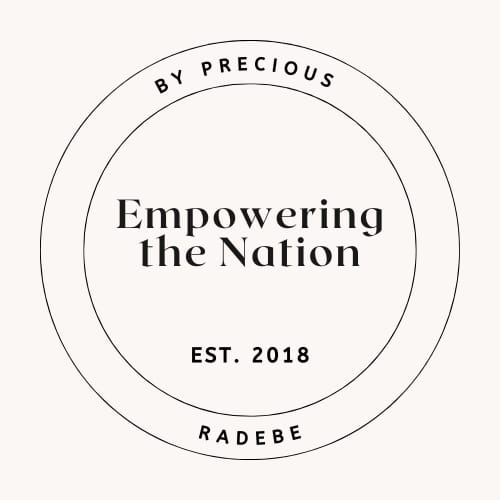 BY PRECIOUS
Empowering
the Nation
EST. 2018
RADEBE